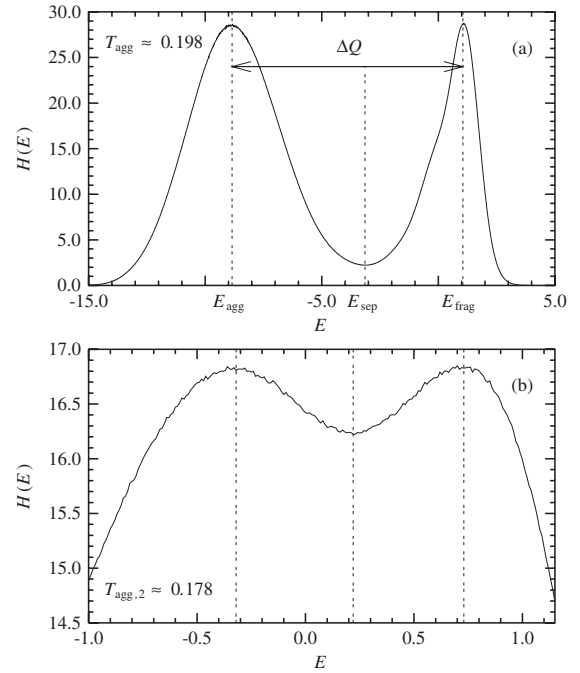 30.0
25.0
20.0
15.0
10.0
5.0
0.0
H(E)
T_agg ≈ 0.198
ΔQ
(a)
-15.0 E_agg -5.0 E_sep E_frag 5.0
E
17.0
16.5
16.0
15.5
15.0
14.5
H(E)
(b)
T_agg,2 ≈ 0.178
-1.0 -0.5 0.0 0.5 1.0
E